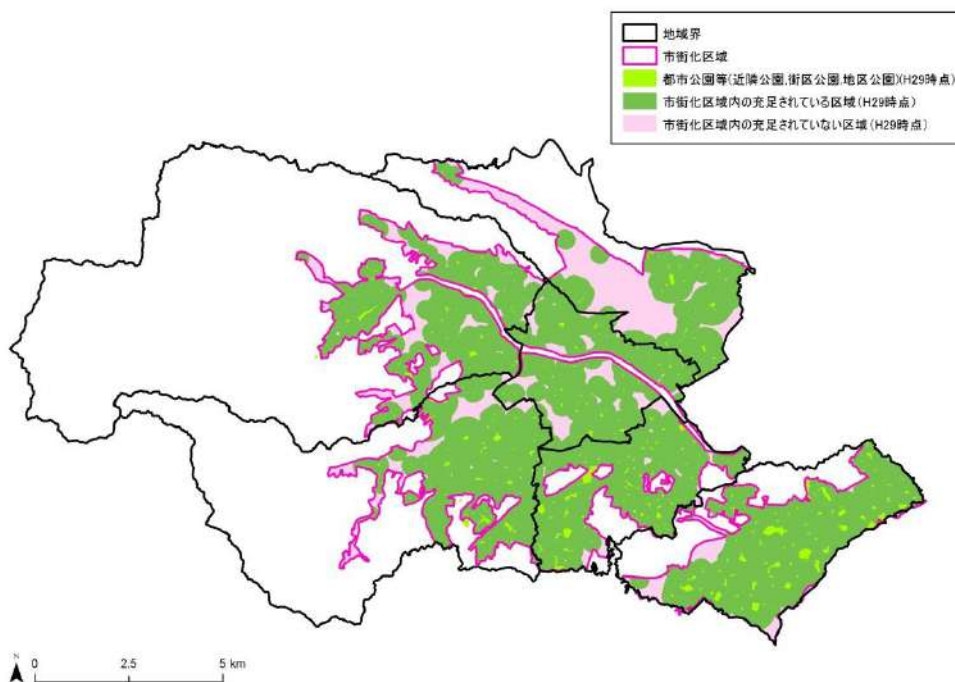 地域界
市街化区域
都市公園等(近隣公園,街区公園,地区公園)(H29時点)
市街化区域内の充足されている区域(H29時点)
市街化区域内の充足されていない区域(H29時点)
N
0 2.5 5 km